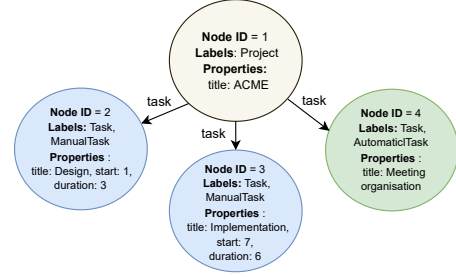 Node ID = 1
Labels: Project
Properties:
title: ACME
task
task
task
Node ID = 2
Labels: Task,
ManualTask
Properties :
title: Design, start: 1,
duration: 3
Node ID = 3
Labels: Task,
ManualTask
Properties :
title: Implementation,
start: 7,
duration: 6
Node ID = 4
Labels: Task,
AutomaticlTask
Properties :
title: Meeting
organisation